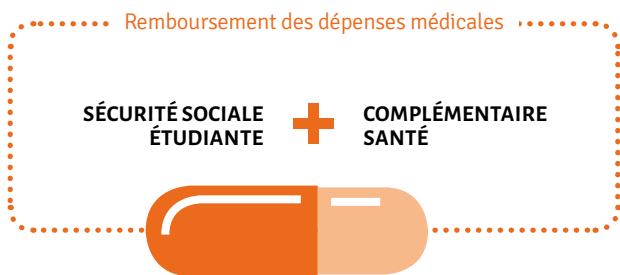 Remboursement des dépenses médicales
SÉCURITÉ SOCIALE
ÉTUDIANTE
COMPLÉMENTAIRE
SANTÉ